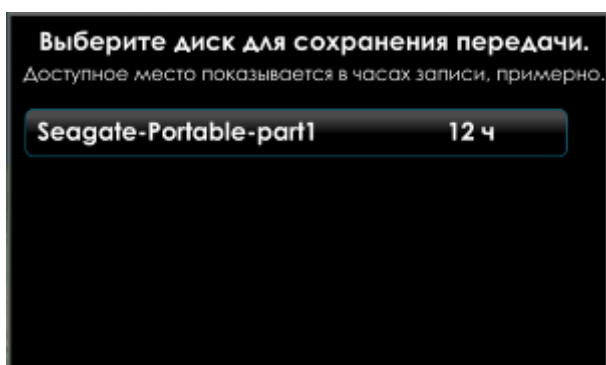 Выберите диск для сохранения передачи.
Доступное место показывается в часах записи, примерно.
Seagate-Portable-part1 12 ч